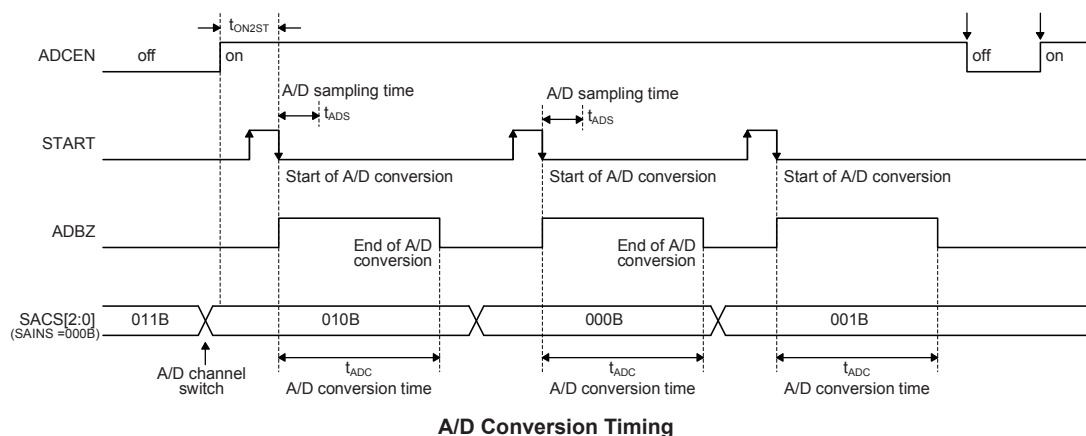 tON2ST
ADCEN
off
on
off
on
A/D sampling time
tADS
A/D sampling time
tADS
START
Start of A/D conversion
Start of A/D conversion
Start of A/D conversion
ADBZ
End of A/D
conversion
End of A/D
conversion
SACS[2:0]
(SAINS =000B)
011B
010B
000B
001B
A/D channel
switch
tADC
A/D conversion time
tADC
A/D conversion time
tADC
A/D conversion time
A/D Conversion Timing